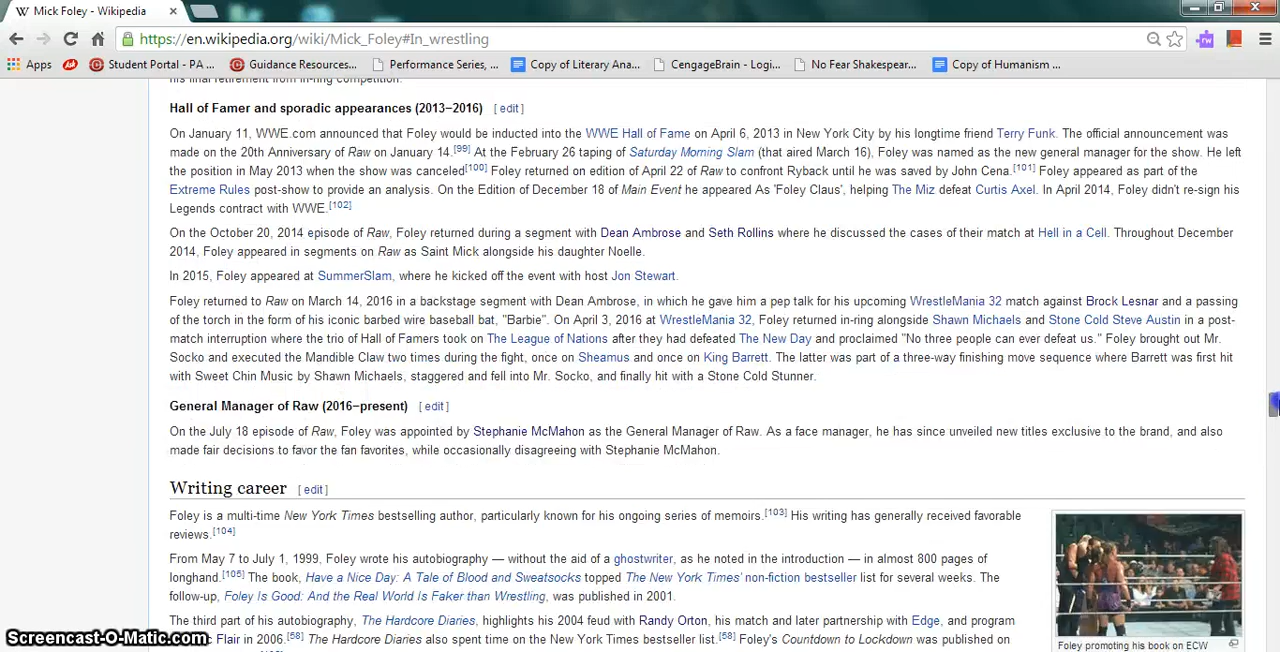 Mick Foley - Wikipedia
https://en.wikipedia.org/wiki/Mick_Foley#In_wrestling
Apps Student Portal - PA ... Guidance Resources... Performance Series, ... Copy of Literary Ana... CengageBrain - Logi... No Fear Shakespear... Copy of Humanism ...
his final retirement from in-ring competition.
Hall of Famer and sporadic appearances (2013–2016) [ edit ]
On January 11, WWE.com announced that Foley would be inducted into the WWE Hall of Fame on April 6, 2013 in New York City by his longtime friend Terry Funk. The official announcement was
made on the 20th Anniversary of Raw on January 14.[99] At the February 26 taping of Saturday Morning Slam (that aired March 16), Foley was named as the new general manager for the show. He left
the position in May 2013 when the show was canceled[100] Foley returned on edition of April 22 of Raw to confront Ryback until he was saved by John Cena.[101] Foley appeared as part of the
Extreme Rules post-show to provide an analysis. On the Edition of December 18 of Main Event he appeared As 'Foley Claus', helping The Miz defeat Curtis Axel. In April 2014, Foley didn't re-sign his
Legends contract with WWE.[102]
On the October 20, 2014 episode of Raw, Foley returned during a segment with Dean Ambrose and Seth Rollins where he discussed the cases of their match at Hell in a Cell. Throughout December
2014, Foley appeared in segments on Raw as Saint Mick alongside his daughter Noelle.
In 2015, Foley appeared at SummerSlam, where he kicked off the event with host Jon Stewart.
Foley returned to Raw on March 14, 2016 in a backstage segment with Dean Ambrose, in which he gave him a pep talk for his upcoming WrestleMania 32 match against Brock Lesnar and a passing
of the torch in the form of his iconic barbed wire baseball bat, "Barbie". On April 3, 2016 at WrestleMania 32, Foley returned in-ring alongside Shawn Michaels and Stone Cold Steve Austin in a post-
match interruption where the trio of Hall of Famers took on The League of Nations after they had defeated The New Day and proclaimed "No three people can ever defeat us." Foley brought out Mr.
Socko and executed the Mandible Claw two times during the fight, once on Sheamus and once on King Barrett. The latter was part of a three-way finishing move sequence where Barrett was first hit
with Sweet Chin Music by Shawn Michaels, staggered and fell into Mr. Socko, and finally hit with a Stone Cold Stunner.
General Manager of Raw (2016–present) [ edit ]
On the July 18 episode of Raw, Foley was appointed by Stephanie McMahon as the General Manager of Raw. As a face manager, he has since unveiled new titles exclusive to the brand, and also
made fair decisions to favor the fan favorites, while occasionally disagreeing with Stephanie McMahon.
Writing career [ edit ]
Foley is a multi-time New York Times bestselling author, particularly known for his ongoing series of memoirs.[103] His writing has generally received favorable
reviews.[104]
From May 7 to July 1, 1999, Foley wrote his autobiography — without the aid of a ghostwriter, as he noted in the introduction — in almost 800 pages of
longhand.[105] The book, Have a Nice Day: A Tale of Blood and Sweatsocks topped The New York Times' non-fiction bestseller list for several weeks. The
follow-up, Foley Is Good: And the Real World Is Faker than Wrestling, was published in 2001.
The third part of his autobiography, The Hardcore Diaries, highlights his 2004 feud with Randy Orton, his match and later partnership with Edge, and program
Flair in 2006.[58] The Hardcore Diaries also spent time on the New York Times bestseller list.[58] Foley's Countdown to Lockdown was published on
Foley promoting his book on ECW
Screencast-O-Matic.com